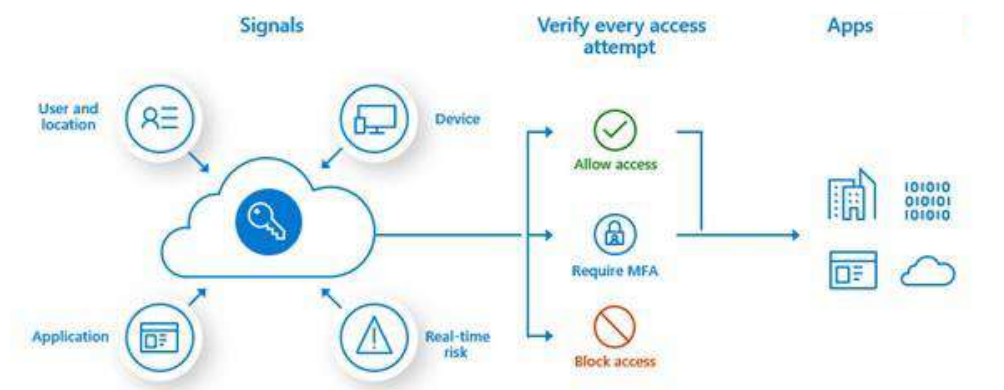 Signals
Verify every access
attempt
Apps
User and
location
Device
Allow access
101010
010101
101010
Require MFA
Application
Real-time
risk
Block access